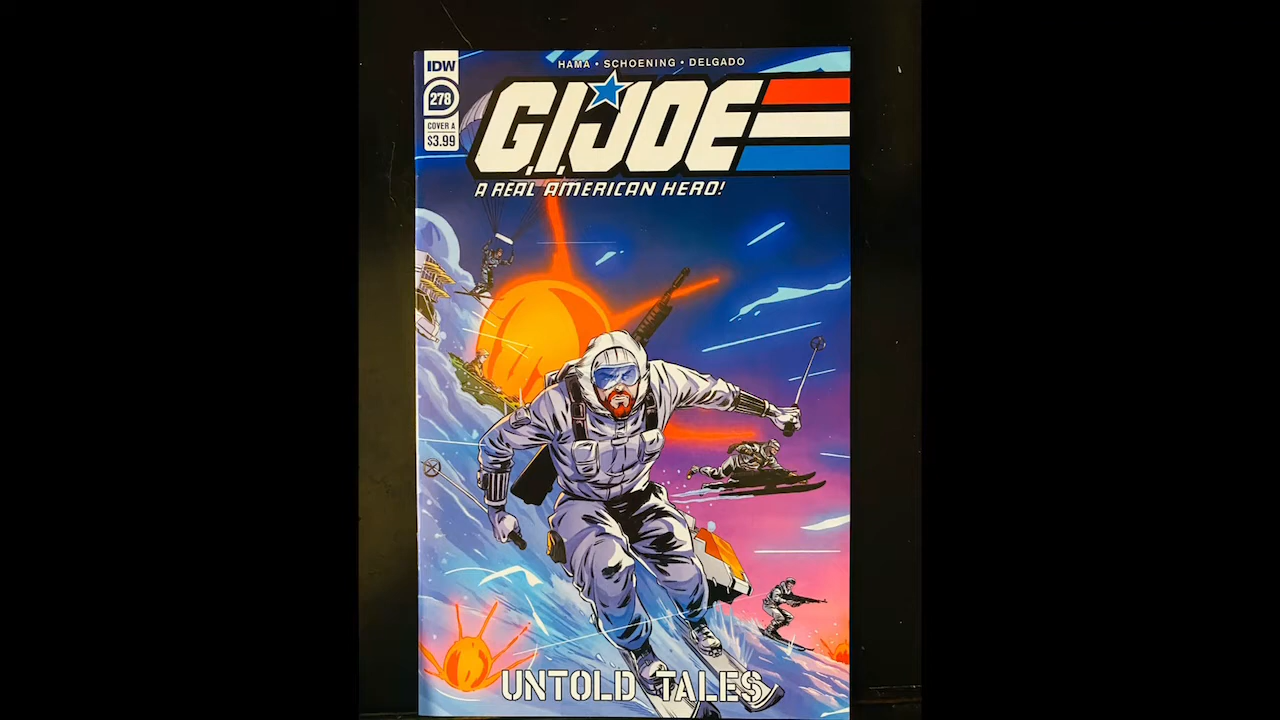 IDW
278
COVER A
$3.99
HAMA • SCHOENING • DELGADO
G.I.JOE
A REAL AMERICAN HERO!
UNTOLD TALES